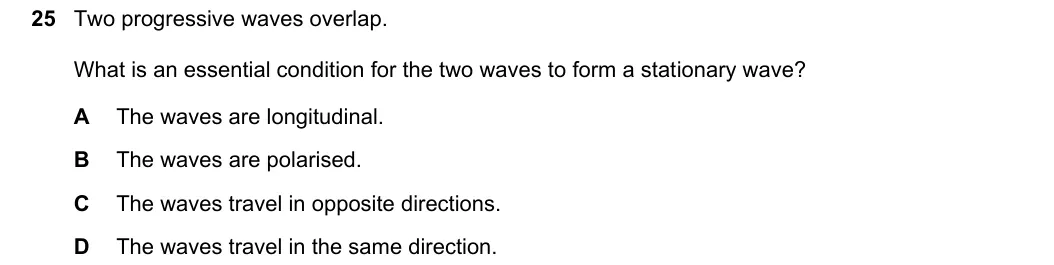 25 Two progressive waves overlap.
What is an essential condition for the two waves to form a stationary wave?
A The waves are longitudinal.
B The waves are polarised.
C The waves travel in opposite directions.
D The waves travel in the same direction.